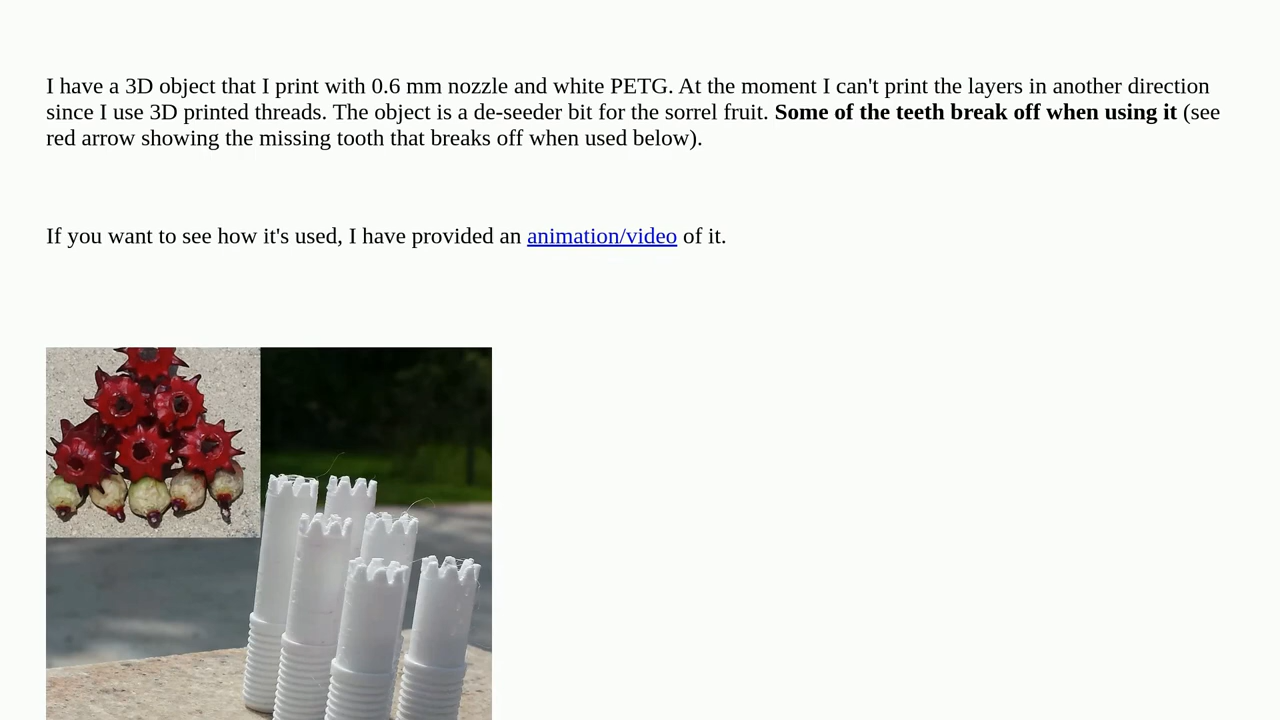 I have a 3D object that I print with 0.6 mm nozzle and white PETG. At the moment I can't print the layers in another direction
since I use 3D printed threads. The object is a de-seeder bit for the sorrel fruit. Some of the teeth break off when using it (see
red arrow showing the missing tooth that breaks off when used below).
If you want to see how it's used, I have provided an animation/video of it.